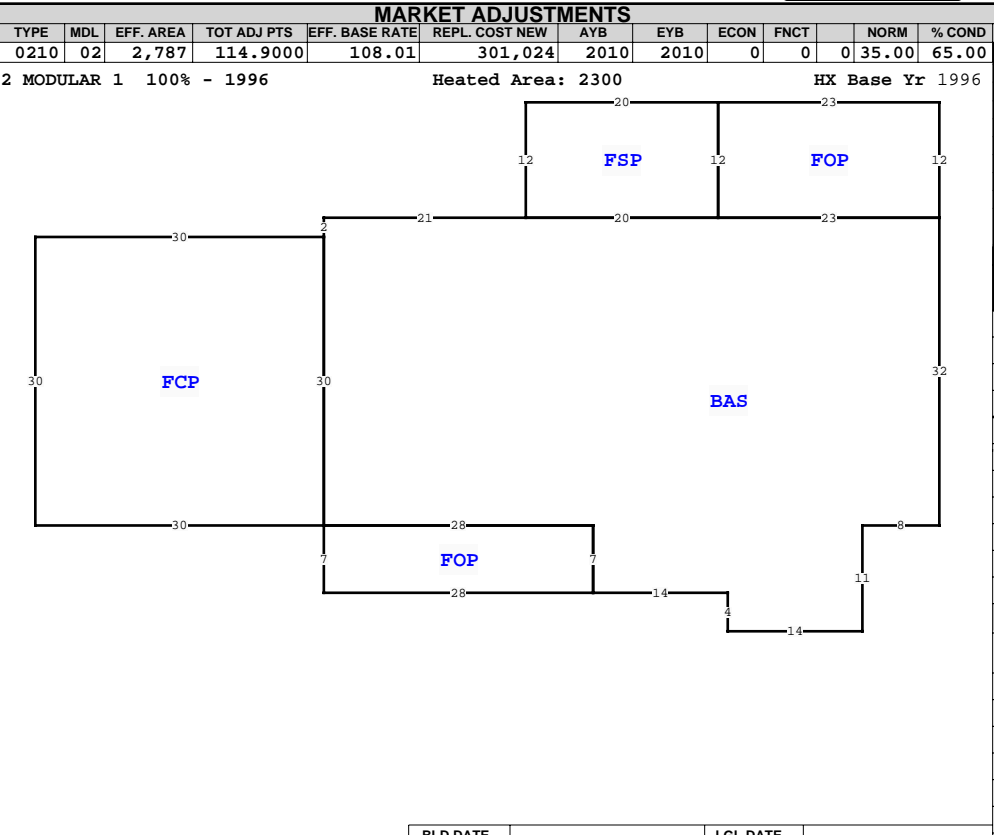 MARKET ADJUSTMENTS
TYPE MDL EFF. AREA TOT ADJ PTS EFF. BASE RATE REPL. COST NEW AYB EYB ECON FNCT NORM % COND
0210 02 2,787 114.9000 108.01 301,024 2010 2010 0 0 0 35.00 65.00
2 MODULAR 1 100% - 1996 Heated Area: 2300 HX Base Yr 1996
20 23
12 FSP 12 FOP 12
21 20 23
2
30
32
30 FCP 30
BAS
30 28 8
7 FOP 7
11
28 14
4
14
BLD DATE LGL DATE